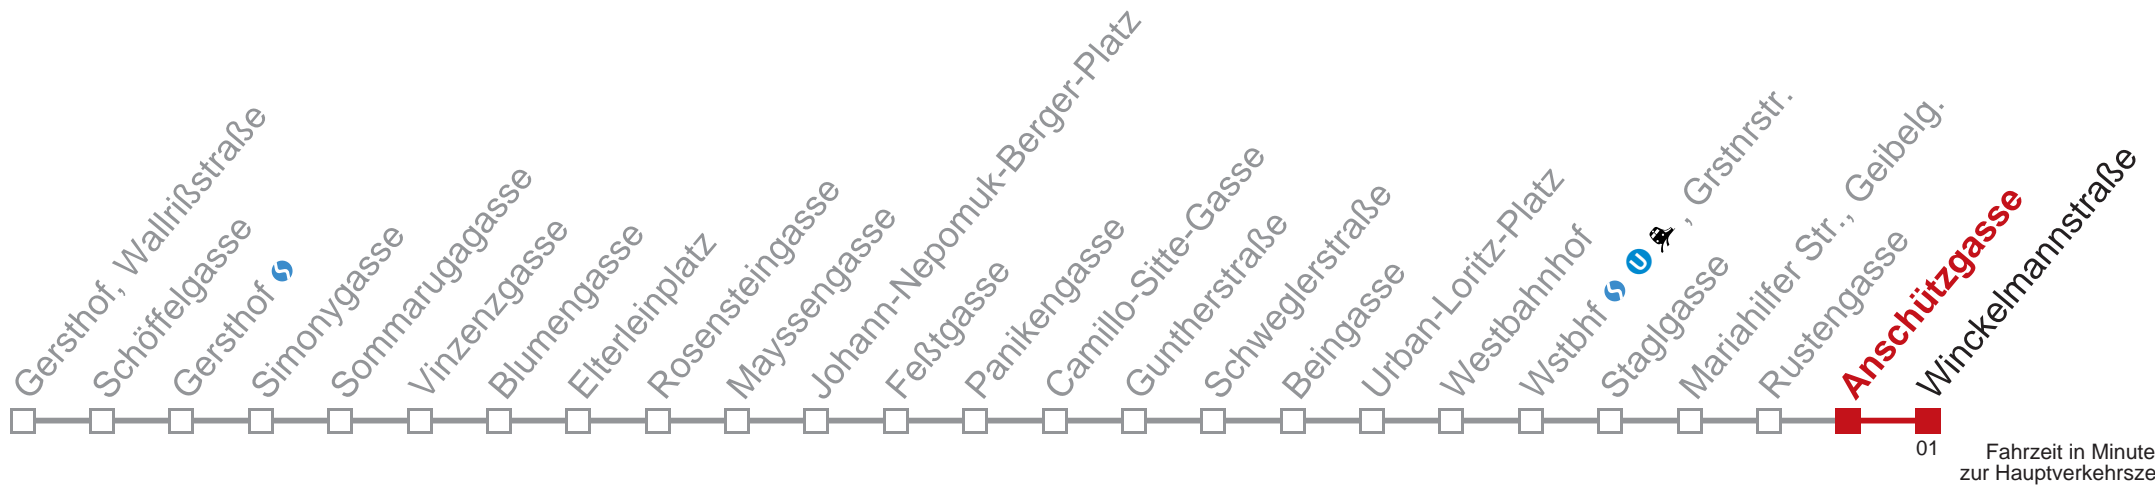 Gersthof, Wallrißstraße
Schöffelgasse
Gersthof S
Simonygasse
Sommarugagasse
Vinzenzgasse
Blumengasse
Elterleinplatz
Rosensteingasse
Mayssengasse
Johann-Nepomuk-Berger-Platz
Feßtgasse
Panikengasse
Camillo-Sitte-Gasse
Guntherstraße
Schweglerstraße
Beingasse
Urban-Loritz-Platz
Westbahnhof
Wstbhf S U , Grstnrstr.
Staglgasse
Mariahilfer Str., Geibelg.
Rustengasse
Anschützgasse
Winckelmannstraße
01
Fahrzeit in Minute
zur Hauptverkehrsze